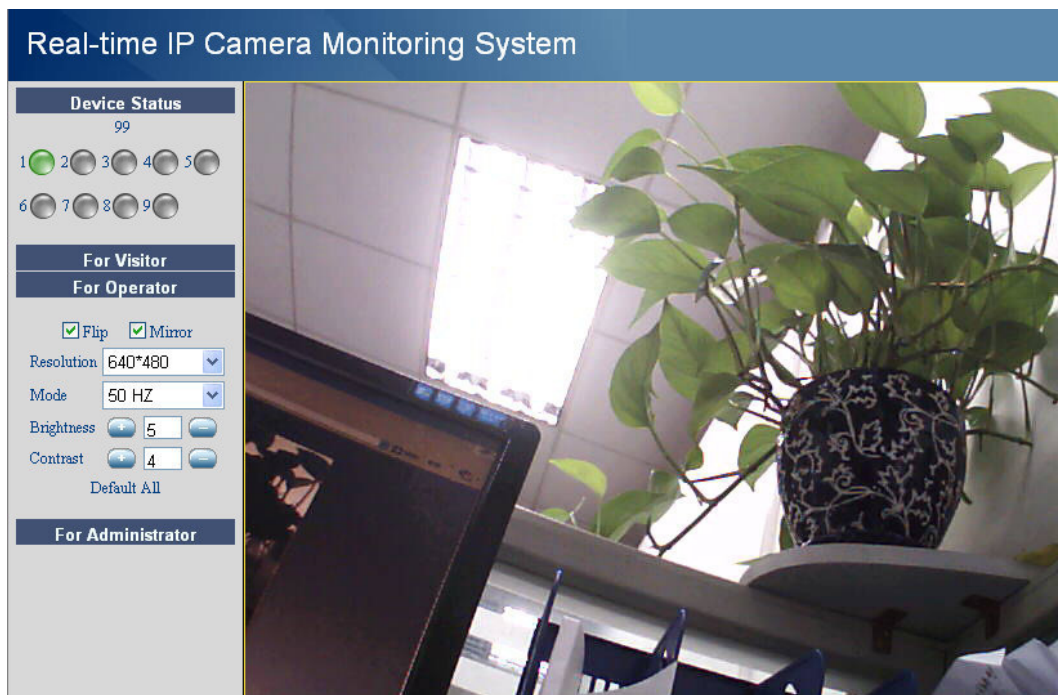 Real-time IP Camera Monitoring System
Device Status
99
1 2 3 4 5
6 7 8 9
For Visitor
For Operator
Flip Mirror
Resolution 640*480
Mode 50 HZ
Brightness + 5 −
Contrast + 4 −
Default All
For Administrator